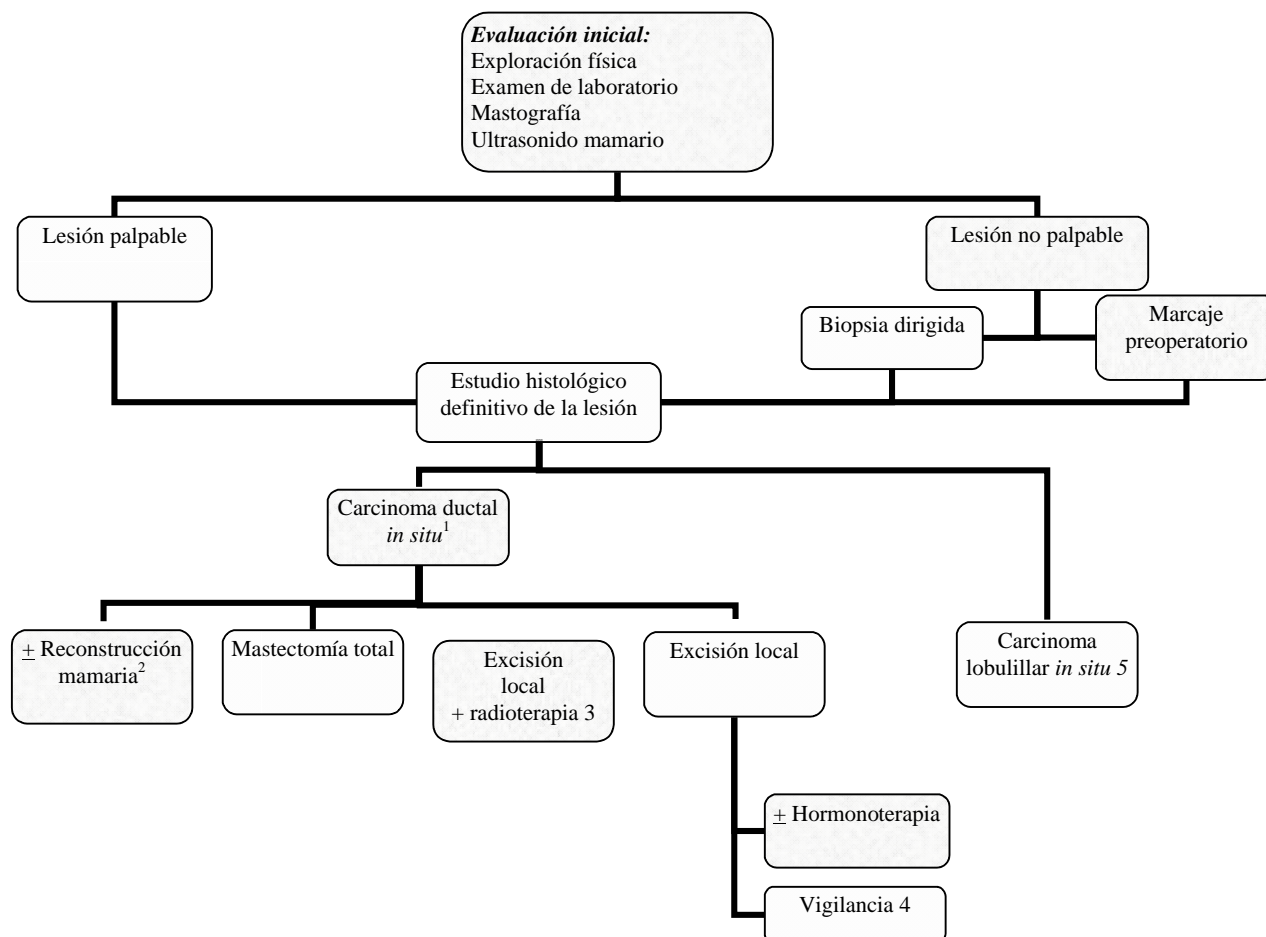 Evaluación inicial:
Exploración física
Examen de laboratorio
Mastografía
Ultrasonido mamario
Lesión palpable
Lesión no palpable
Biopsia dirigida
Marcaje
preoperatorio
Estudio histológico
definitivo de la lesión
Carcinoma ductal
in situ1
± Reconstrucción
mamaria2
Mastectomía total
Excisión
local
+ radioterapia 3
Excisión local
Carcinoma
lobulillar in situ 5
± Hormonoterapia
Vigilancia 4